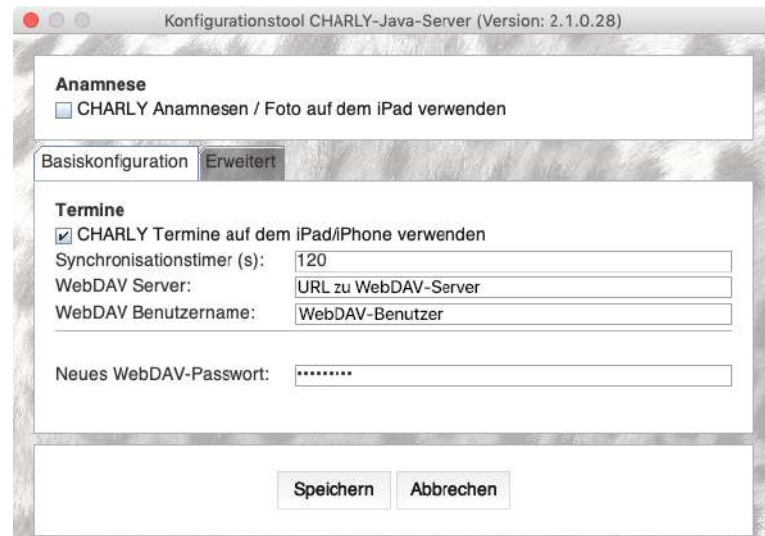 Konfigurationstool CHARLY-Java-Server (Version: 2.1.0.28)
Anamnese
CHARLY Anamnesen / Foto auf dem iPad verwenden
Basiskonfiguration Erweitert
Termine
CHARLY Termine auf dem iPad/iPhone verwenden
Synchronisationstimer (s): 120
WebDAV Server: URL zu WebDAV-Server
WebDAV Benutzername: WebDAV-Benutzer
Neues WebDAV-Passwort: •••••••••
Speichern Abbrechen